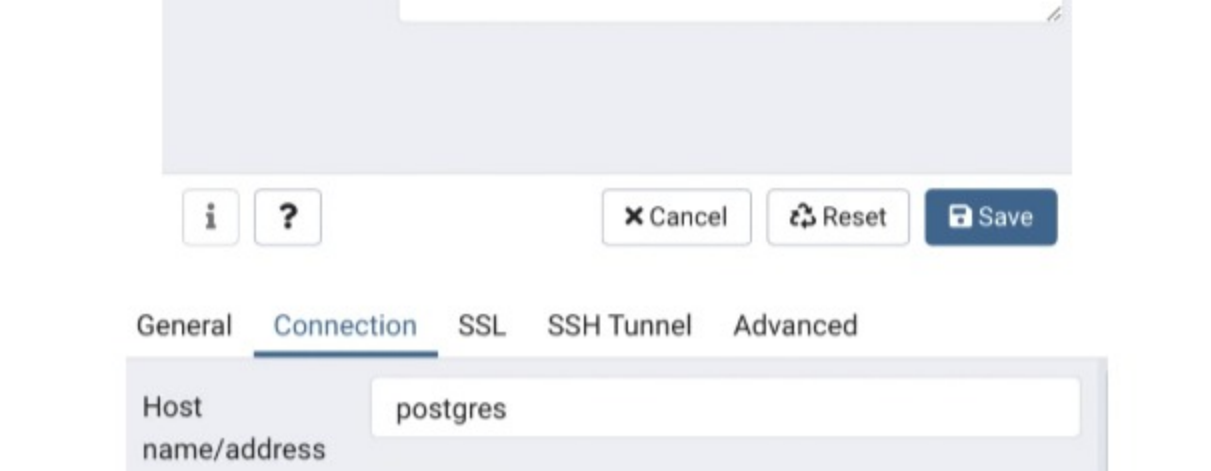 i ? Cancel Reset Save
General Connection SSL SSH Tunnel Advanced
Host postgres
name/address